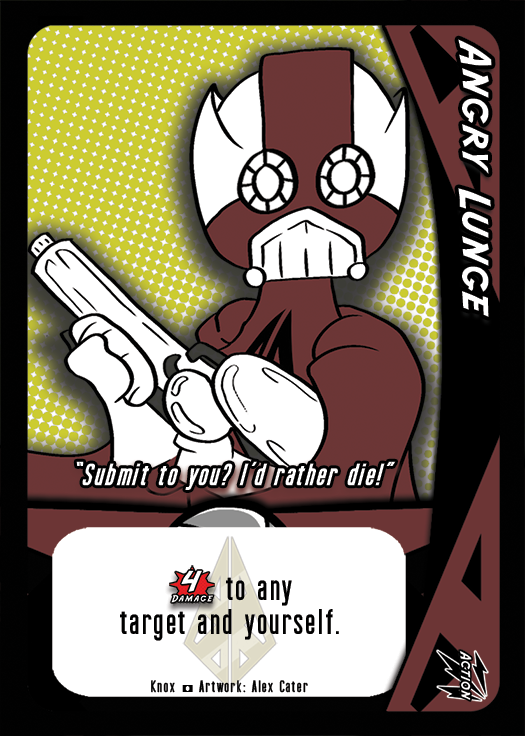 ANGRY LUNGE
"Submit to you? I'd rather die!"
4 DAMAGE to any
target and yourself.
Knox Artwork: Alex Cater
ACTION